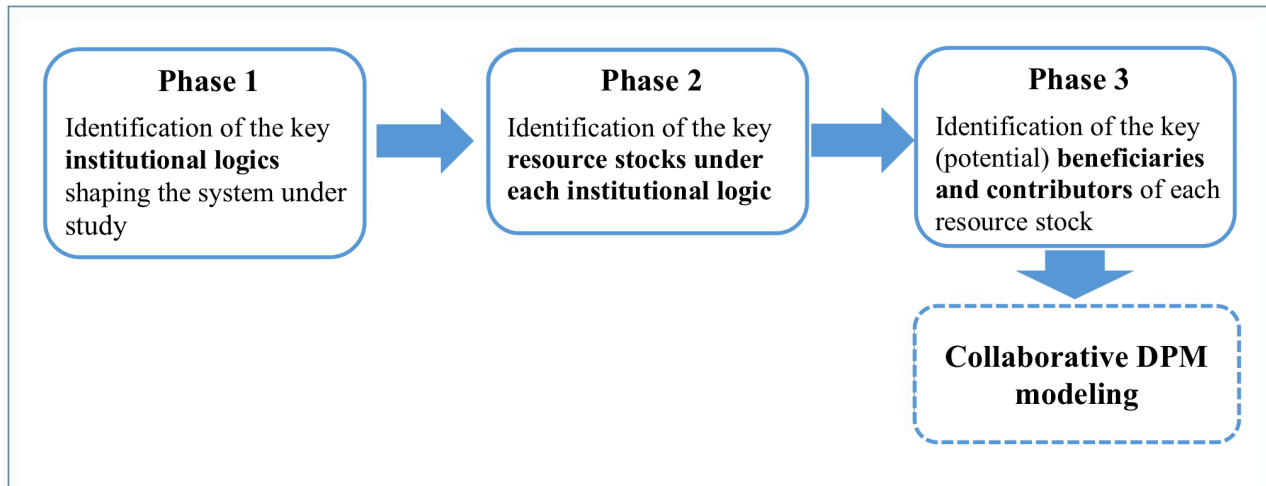 Phase 1
Identification of the key
institutional logics
shaping the system under
study
Phase 2
Identification of the key
resource stocks under
each institutional logic
Phase 3
Identification of the key
(potential) beneficiaries
and contributors of each
resource stock
Collaborative DPM
modeling